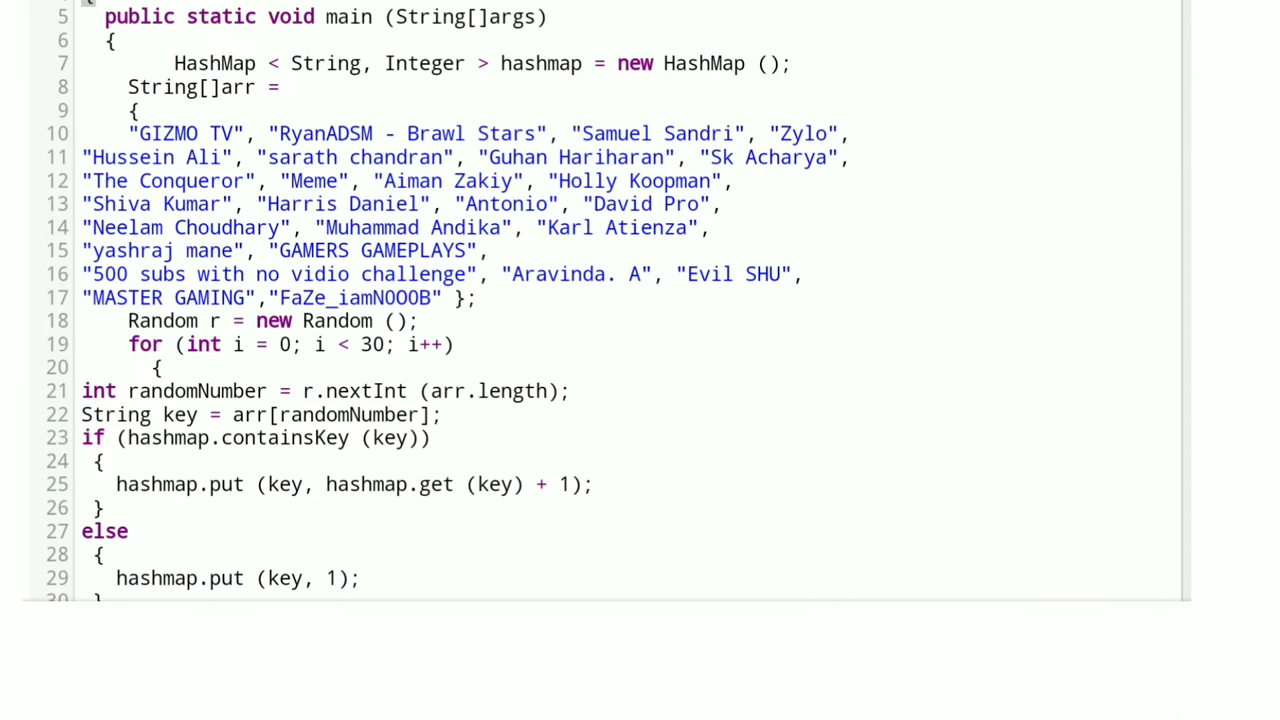 5 public static void main (String[]args)
6 {
7 HashMap < String, Integer > hashmap = new HashMap ();
8 String[]arr =
9 {
10 "GIZMO TV", "RyanADSM - Brawl Stars", "Samuel Sandri", "Zylo",
11 "Hussein Ali", "sarath chandran", "Guhan Hariharan", "Sk Acharya",
12 "The Conqueror", "Meme", "Aiman Zakiy", "Holly Koopman",
13 "Shiva Kumar", "Harris Daniel", "Antonio", "David Pro",
14 "Neelam Choudhary", "Muhammad Andika", "Karl Atienza",
15 "yashraj mane", "GAMERS GAMEPLAYS",
16 "500 subs with no vidio challenge", "Aravinda. A", "Evil SHU",
17 "MASTER GAMING","FaZe_iamNOOOB" };
18 Random r = new Random ();
19 for (int i = 0; i < 30; i++)
20 {
21 int randomNumber = r.nextInt (arr.length);
22 String key = arr[randomNumber];
23 if (hashmap.containsKey (key))
24 {
25 hashmap.put (key, hashmap.get (key) + 1);
26 }
27 else
28 {
29 hashmap.put (key, 1);
30 }